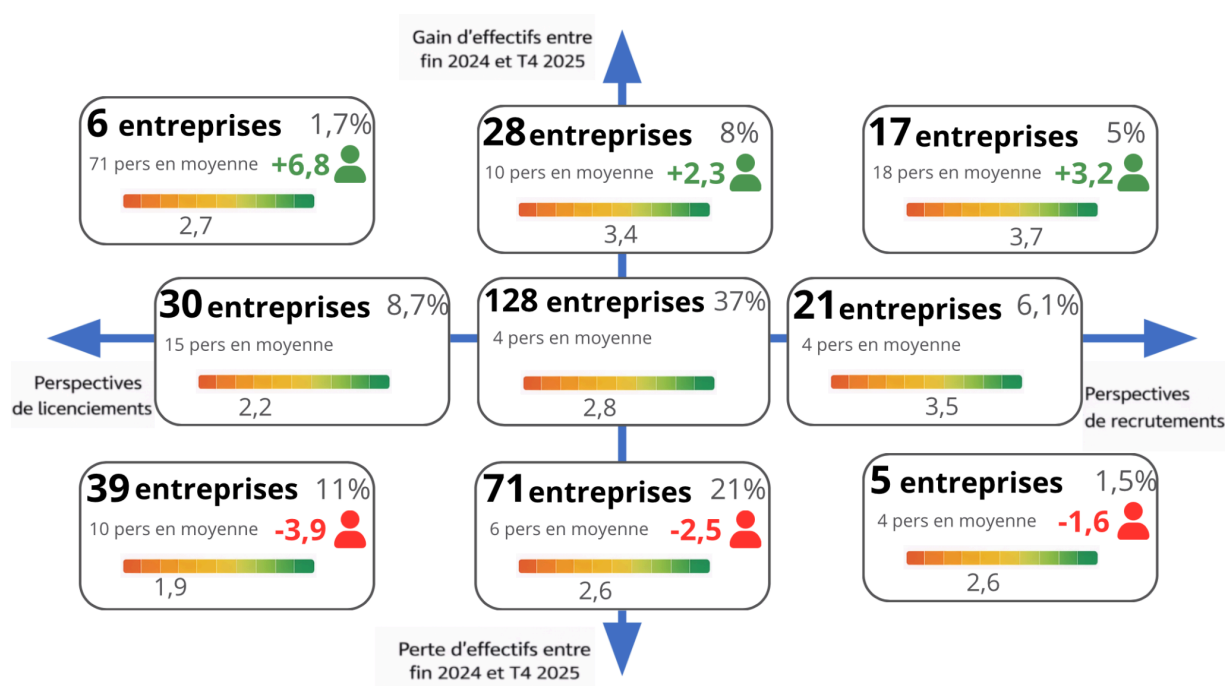 Gain d'effectifs entre
fin 2024 et T4 2025
6 entreprises 1,7%
71 pers en moyenne +6,8
2,7
28 entreprises 8%
10 pers en moyenne +2,3
3,4
17 entreprises 5%
18 pers en moyenne +3,2
3,7
Perspectives
de licenciements
30 entreprises 8,7%
15 pers en moyenne
2,2
128 entreprises 37%
4 pers en moyenne
2,8
21 entreprises 6,1%
4 pers en moyenne
3,5
Perspectives
de recrutements
39 entreprises 11%
10 pers en moyenne -3,9
1,9
71 entreprises 21%
6 pers en moyenne -2,5
2,6
5 entreprises 1,5%
4 pers en moyenne -1,6
2,6
Perte d'effectifs entre
fin 2024 et T4 2025